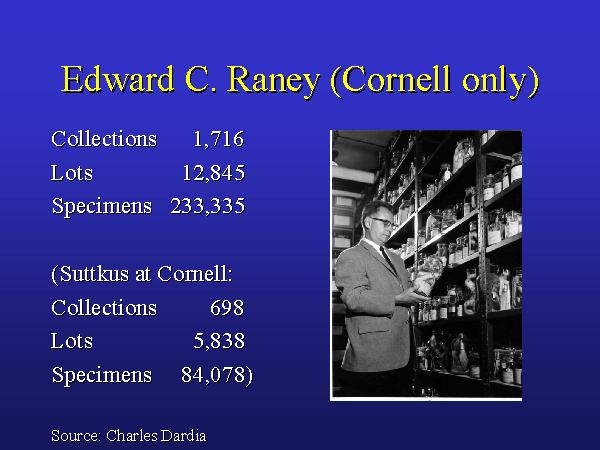 Edward C. Raney (Cornell only)
Collections 1,716
Lots 12,845
Specimens 233,335
(Suttkus at Cornell:
Collections 698
Lots 5,838
Specimens 84,078)
Source: Charles Dardia